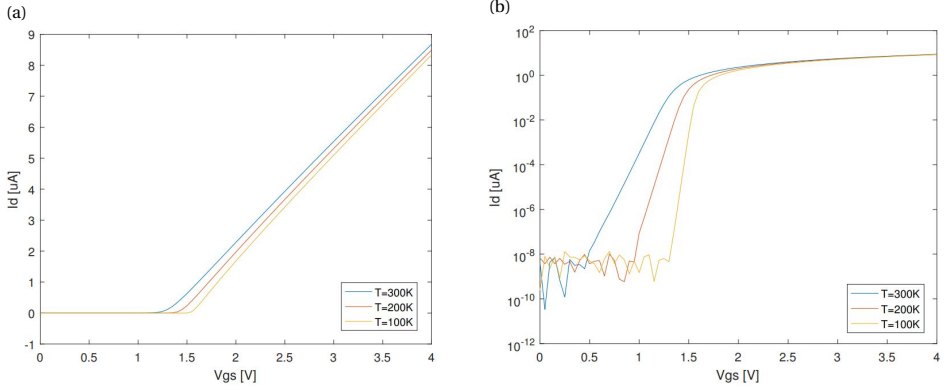 (a)
9
8
7
6
5
4
3
2
1
0
-1
Id [uA]
0 0.5 1 1.5 2 2.5 3 3.5 4
Vgs [V]
T=300K
T=200K
T=100K
(b)
10^2
10^0
10^-2
10^-4
10^-6
10^-8
10^-10
10^-12
Id [uA]
0 0.5 1 1.5 2 2.5 3 3.5 4
Vgs [V]
T=300K
T=200K
T=100K